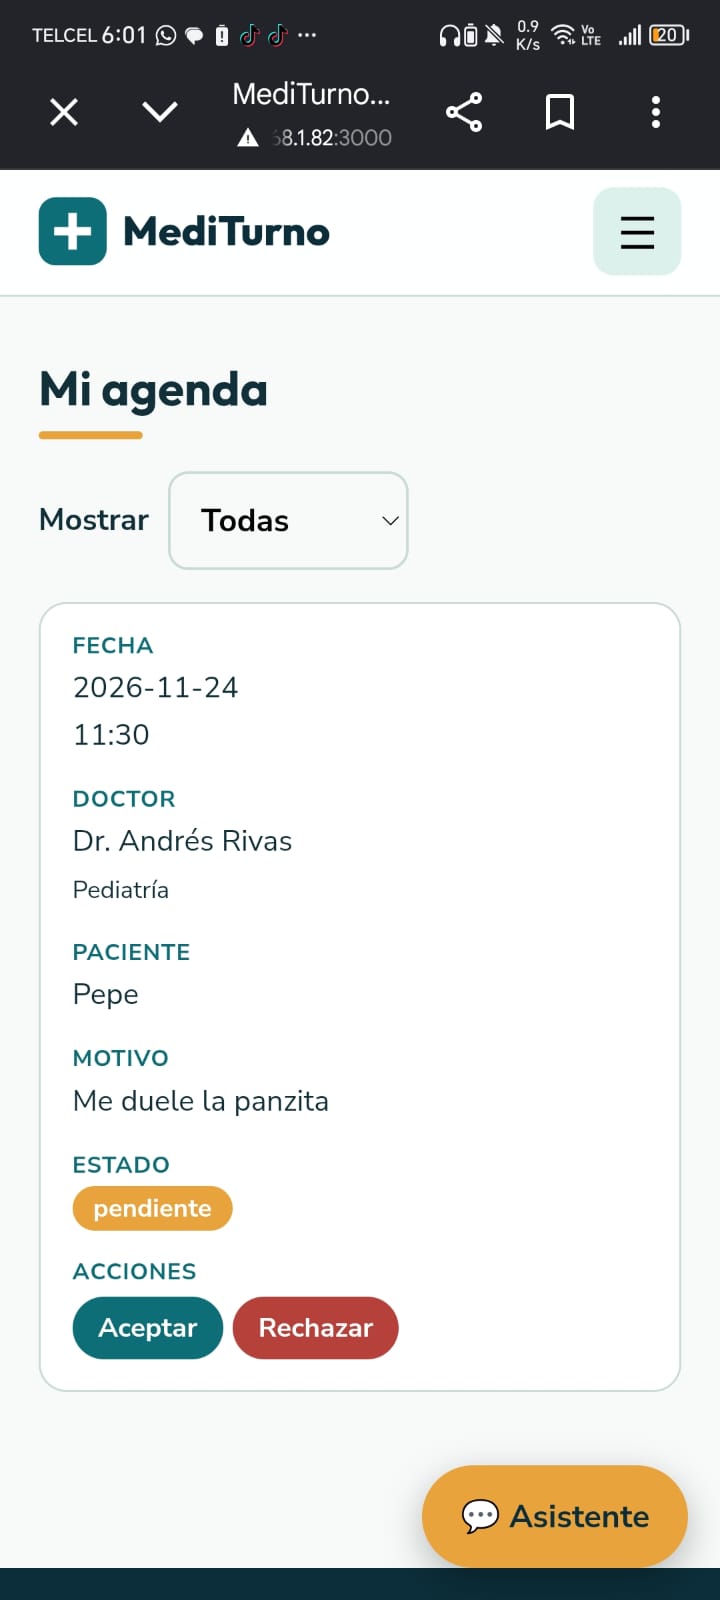 TELCEL 6:01
0.9 K/s
Vo LTE
20
MediTurno...
8.1.82:3000
MediTurno
Mi agenda
Mostrar
Todas
FECHA
2026-11-24
11:30
DOCTOR
Dr. Andrés Rivas
Pediatría
PACIENTE
Pepe
MOTIVO
Me duele la panzita
ESTADO
pendiente
ACCIONES
Aceptar Rechazar
Asistente